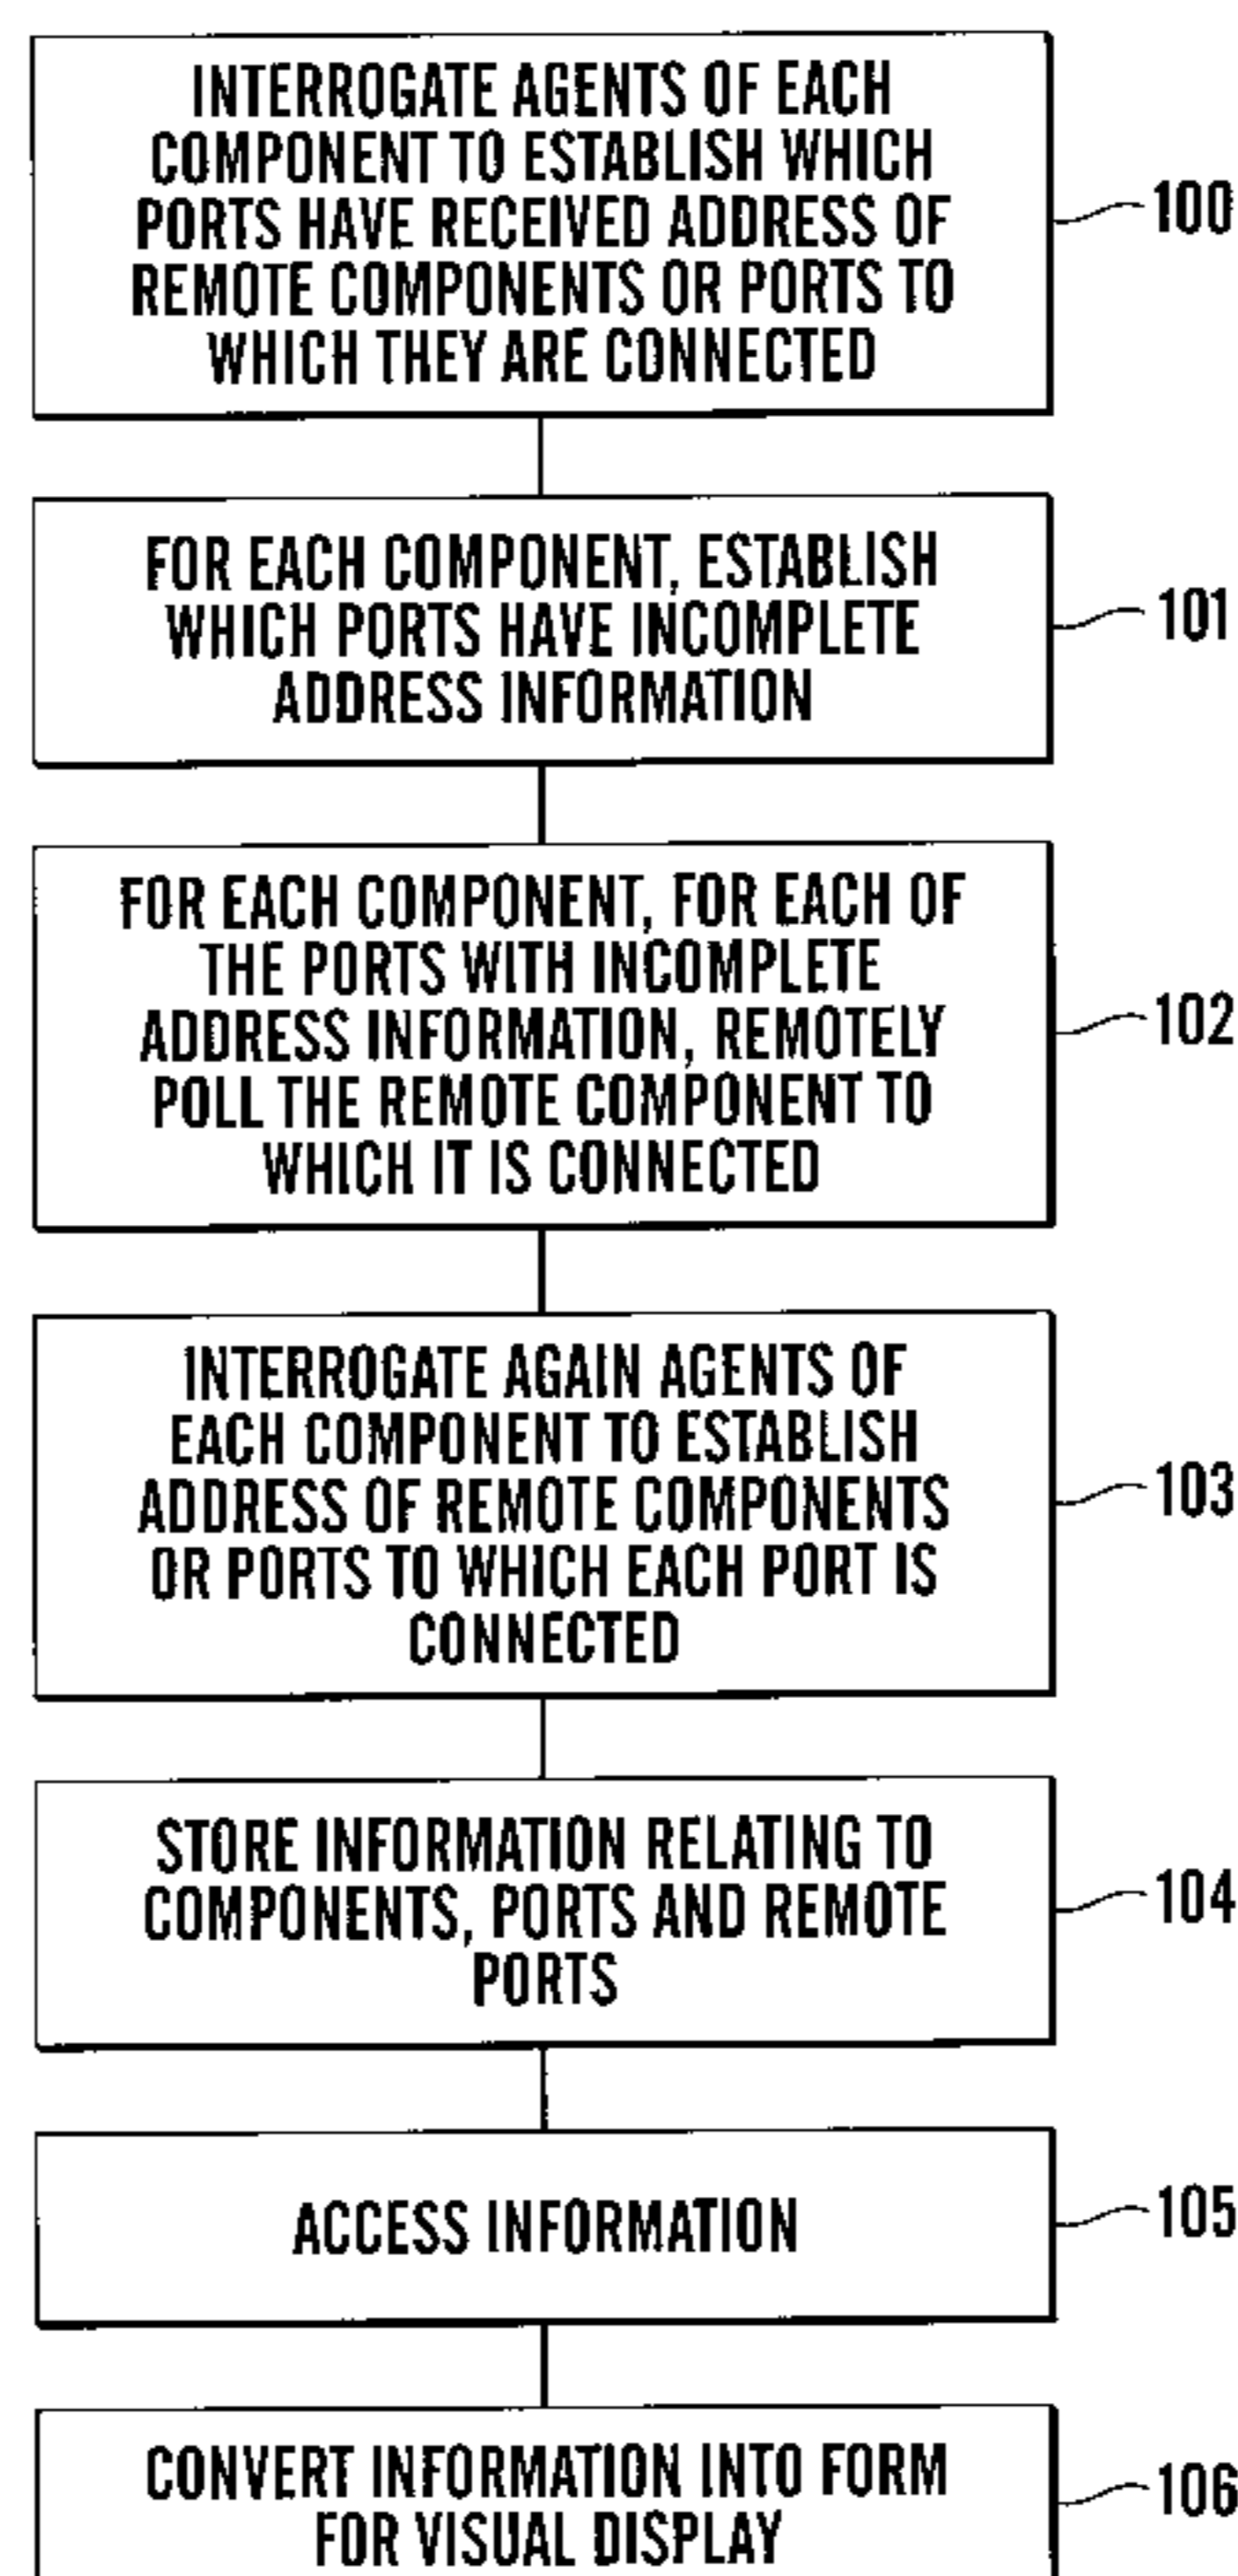 INTERROGATE AGENTS OF EACH
COMPONENT TO ESTABLISH WHICH
PORTS HAVE RECEIVED ADDRESS OF
REMOTE COMPONENTS OR PORTS TO
WHICH THEY ARE CONNECTED
100
FOR EACH COMPONENT, ESTABLISH
WHICH PORTS HAVE INCOMPLETE
ADDRESS INFORMATION
101
FOR EACH COMPONENT, FOR EACH OF
THE PORTS WITH INCOMPLETE
ADDRESS INFORMATION, REMOTELY
POLL THE REMOTE COMPONENT TO
WHICH IT IS CONNECTED
102
INTERROGATE AGAIN AGENTS OF
EACH COMPONENT TO ESTABLISH
ADDRESS OF REMOTE COMPONENTS
OR PORTS TO WHICH EACH PORT IS
CONNECTED
103
STORE INFORMATION RELATING TO
COMPONENTS, PORTS AND REMOTE
PORTS
104
ACCESS INFORMATION
105
CONVERT INFORMATION INTO FORM
FOR VISUAL DISPLAY
106